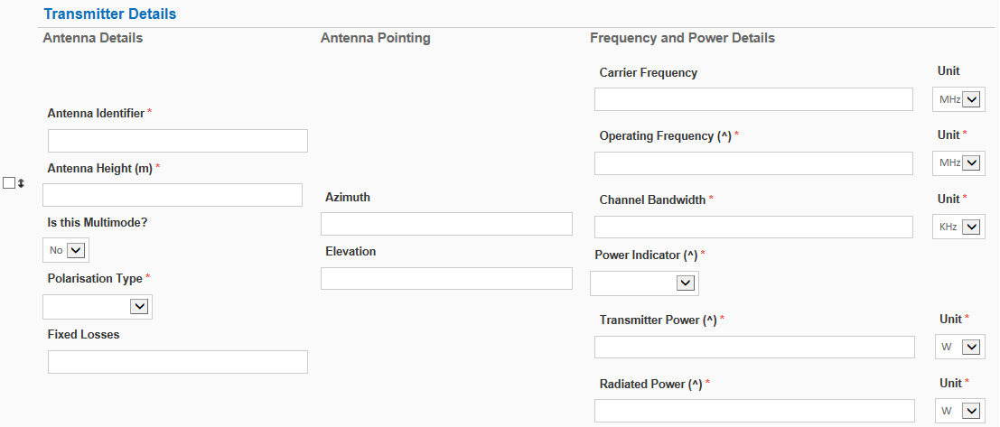 Transmitter Details
Antenna Details
Antenna Identifier *
Antenna Height (m) *
Is this Multimode?
No
Polarisation Type *
Fixed Losses
Antenna Pointing
Azimuth
Elevation
Frequency and Power Details
Carrier Frequency
Unit
MHz
Operating Frequency (^) *
Unit *
MHz
Channel Bandwidth *
Unit *
KHz
Power Indicator (^) *
Transmitter Power (^) *
Unit *
W
Radiated Power (^) *
Unit *
W